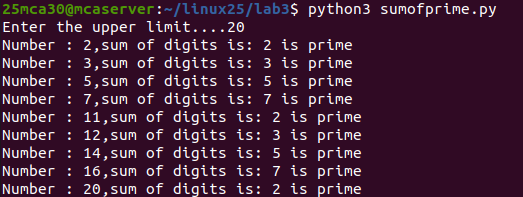 25mca30@mcaserver:~/linux25/lab3$ python3 sumofprime.py
Enter the upper limit....20
Number : 2,sum of digits is: 2 is prime
Number : 3,sum of digits is: 3 is prime
Number : 5,sum of digits is: 5 is prime
Number : 7,sum of digits is: 7 is prime
Number : 11,sum of digits is: 2 is prime
Number : 12,sum of digits is: 3 is prime
Number : 14,sum of digits is: 5 is prime
Number : 16,sum of digits is: 7 is prime
Number : 20,sum of digits is: 2 is prime